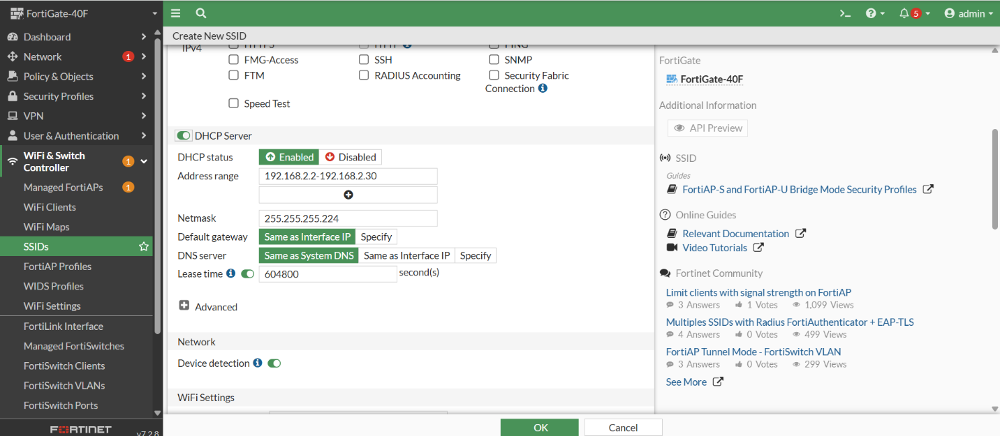 FortiGate-40F
5
admin
Dashboard
Network 1
Policy & Objects
Security Profiles
VPN
User & Authentication
WiFi & Switch
Controller
1
Managed FortiAPs 1
WiFi Clients
WiFi Maps
SSIDs
FortiAP Profiles
WIDS Profiles
WiFi Settings
FortiLink Interface
Managed FortiSwitches
FortiSwitch Clients
FortiSwitch VLANs
FortiSwitch Ports
FORTINET v7.2.8
Create New SSID
IPv4 HTTPS HTTP PING
FMG-Access SSH SNMP
FTM RADIUS Accounting Security Fabric
Connection
Speed Test
DHCP Server
DHCP status Enabled Disabled
Address range 192.168.2.2-192.168.2.30
Netmask 255.255.255.224
Default gateway Same as Interface IP Specify
DNS server Same as System DNS Same as Interface IP Specify
Lease time 604800 second(s)
Advanced
Network
Device detection
WiFi Settings
OK Cancel
FortiGate
FortiGate-40F
Additional Information
API Preview
SSID
Guides
FortiAP-S and FortiAP-U Bridge Mode Security Profiles
Online Guides
Relevant Documentation
Video Tutorials
Fortinet Community
Limit clients with signal strength on FortiAP
3 Answers 1 Votes 1,099 Views
Multiples SSIDs with Radius FortiAuthenticator + EAP-TLS
4 Answers 0 Votes 499 Views
FortiAP Tunnel Mode - FortiSwitch VLAN
3 Answers 0 Votes 299 Views
See More